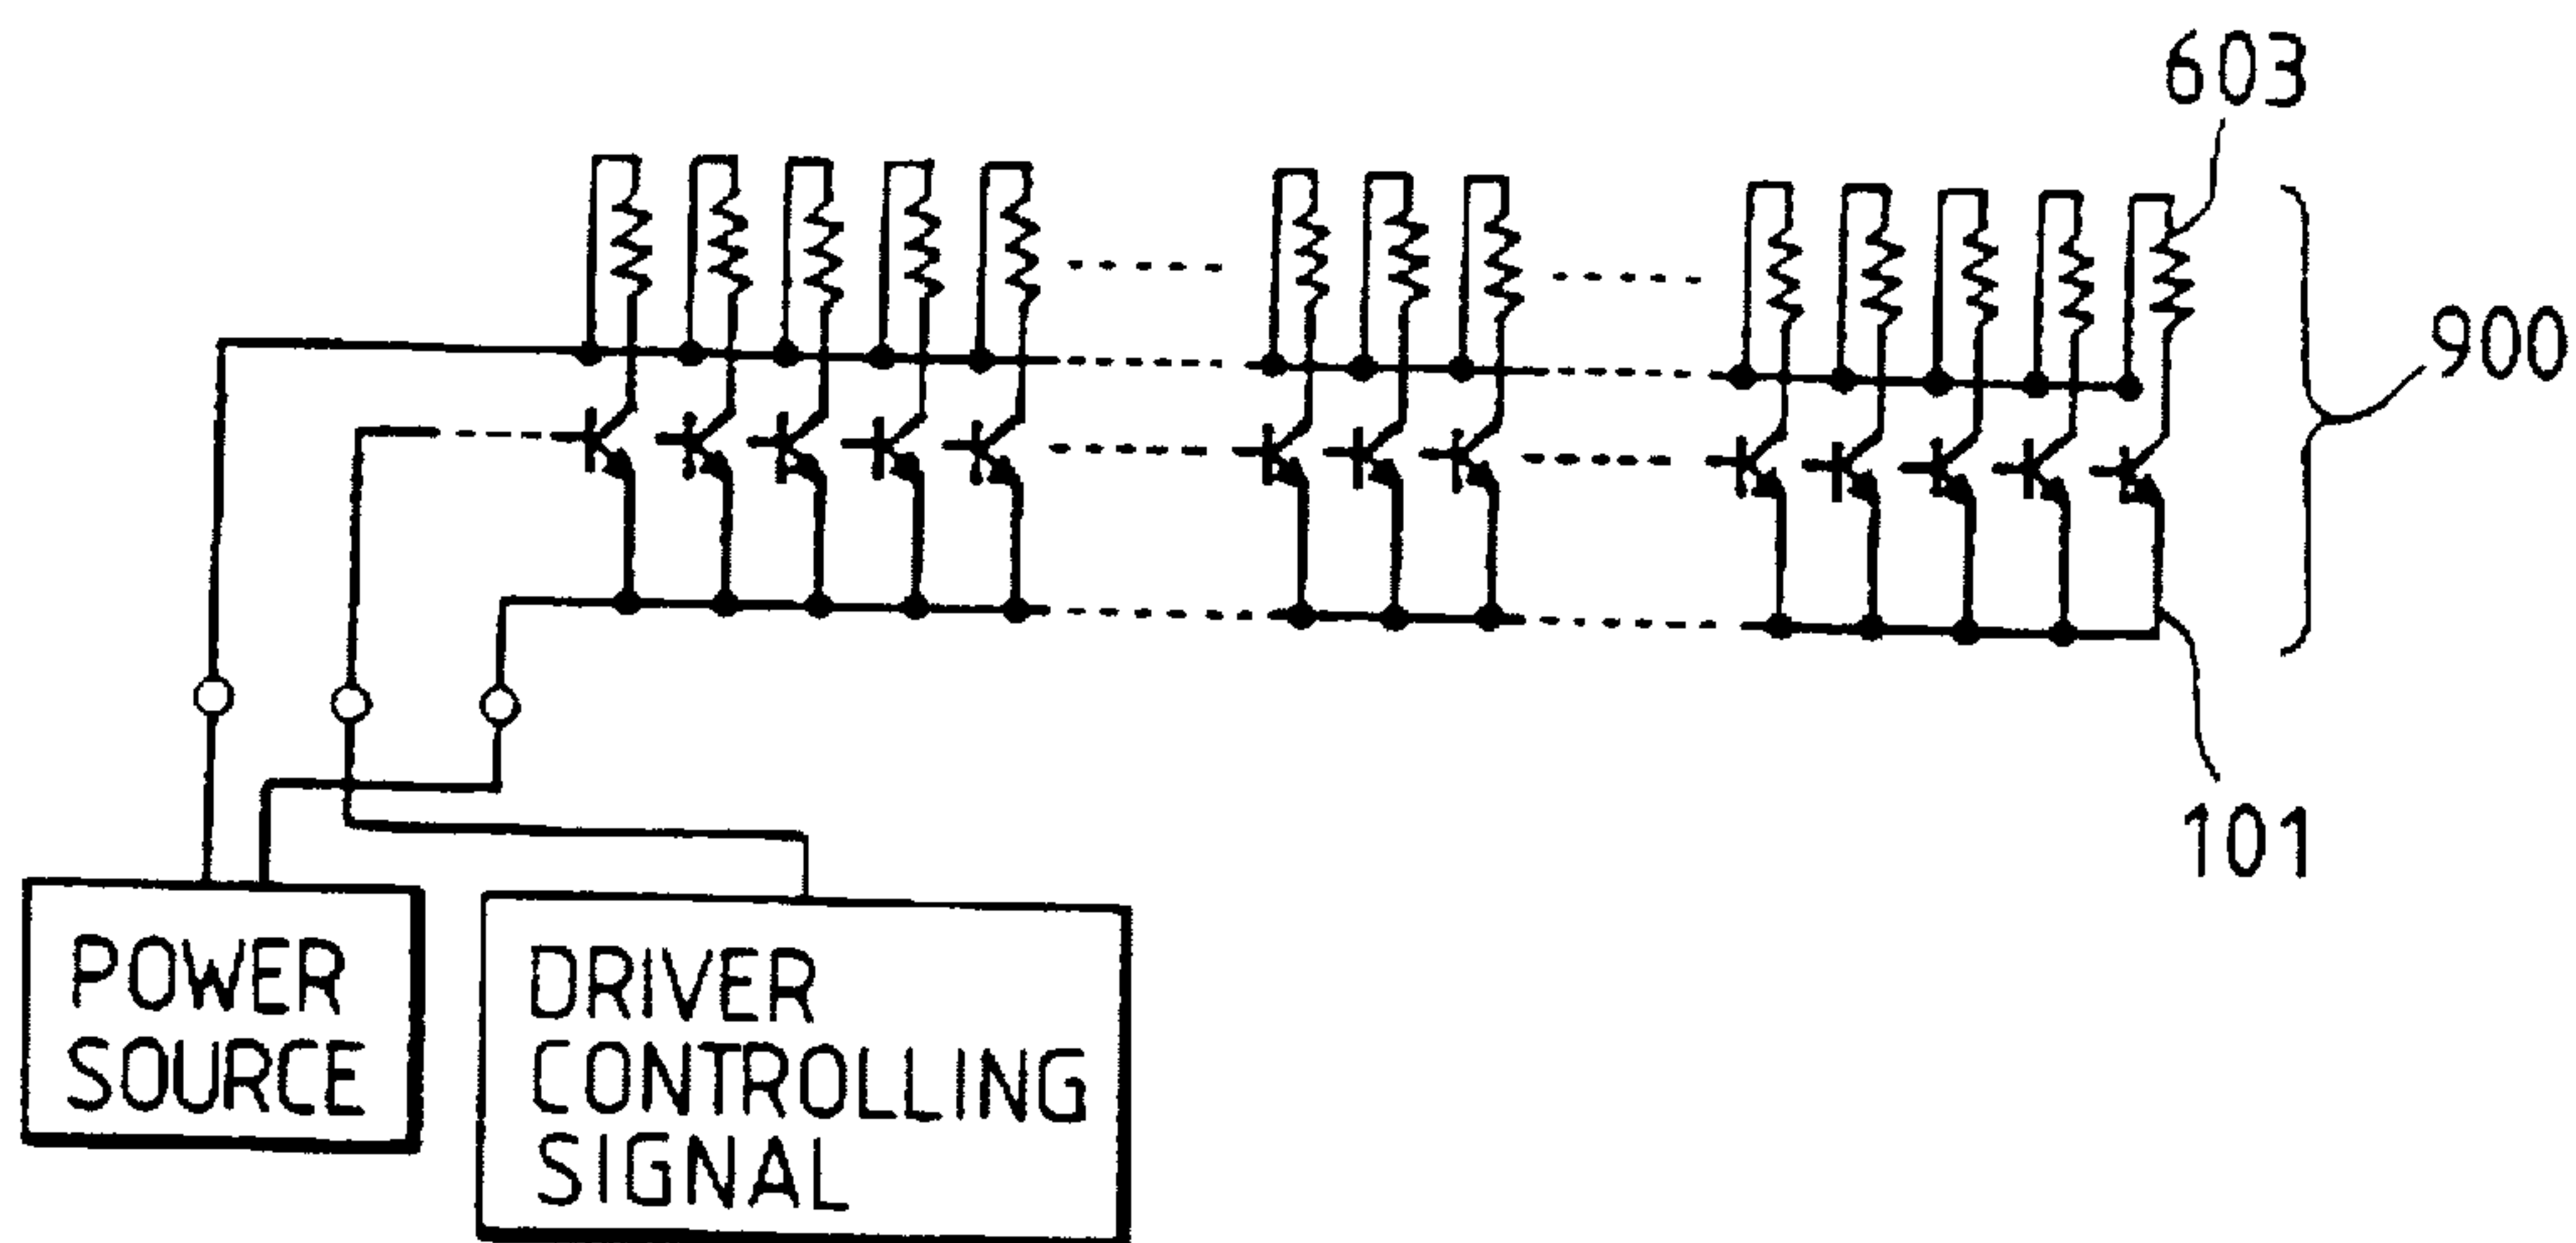 603
900
101
POWER
SOURCE
DRIVER
CONTROLLING
SIGNAL